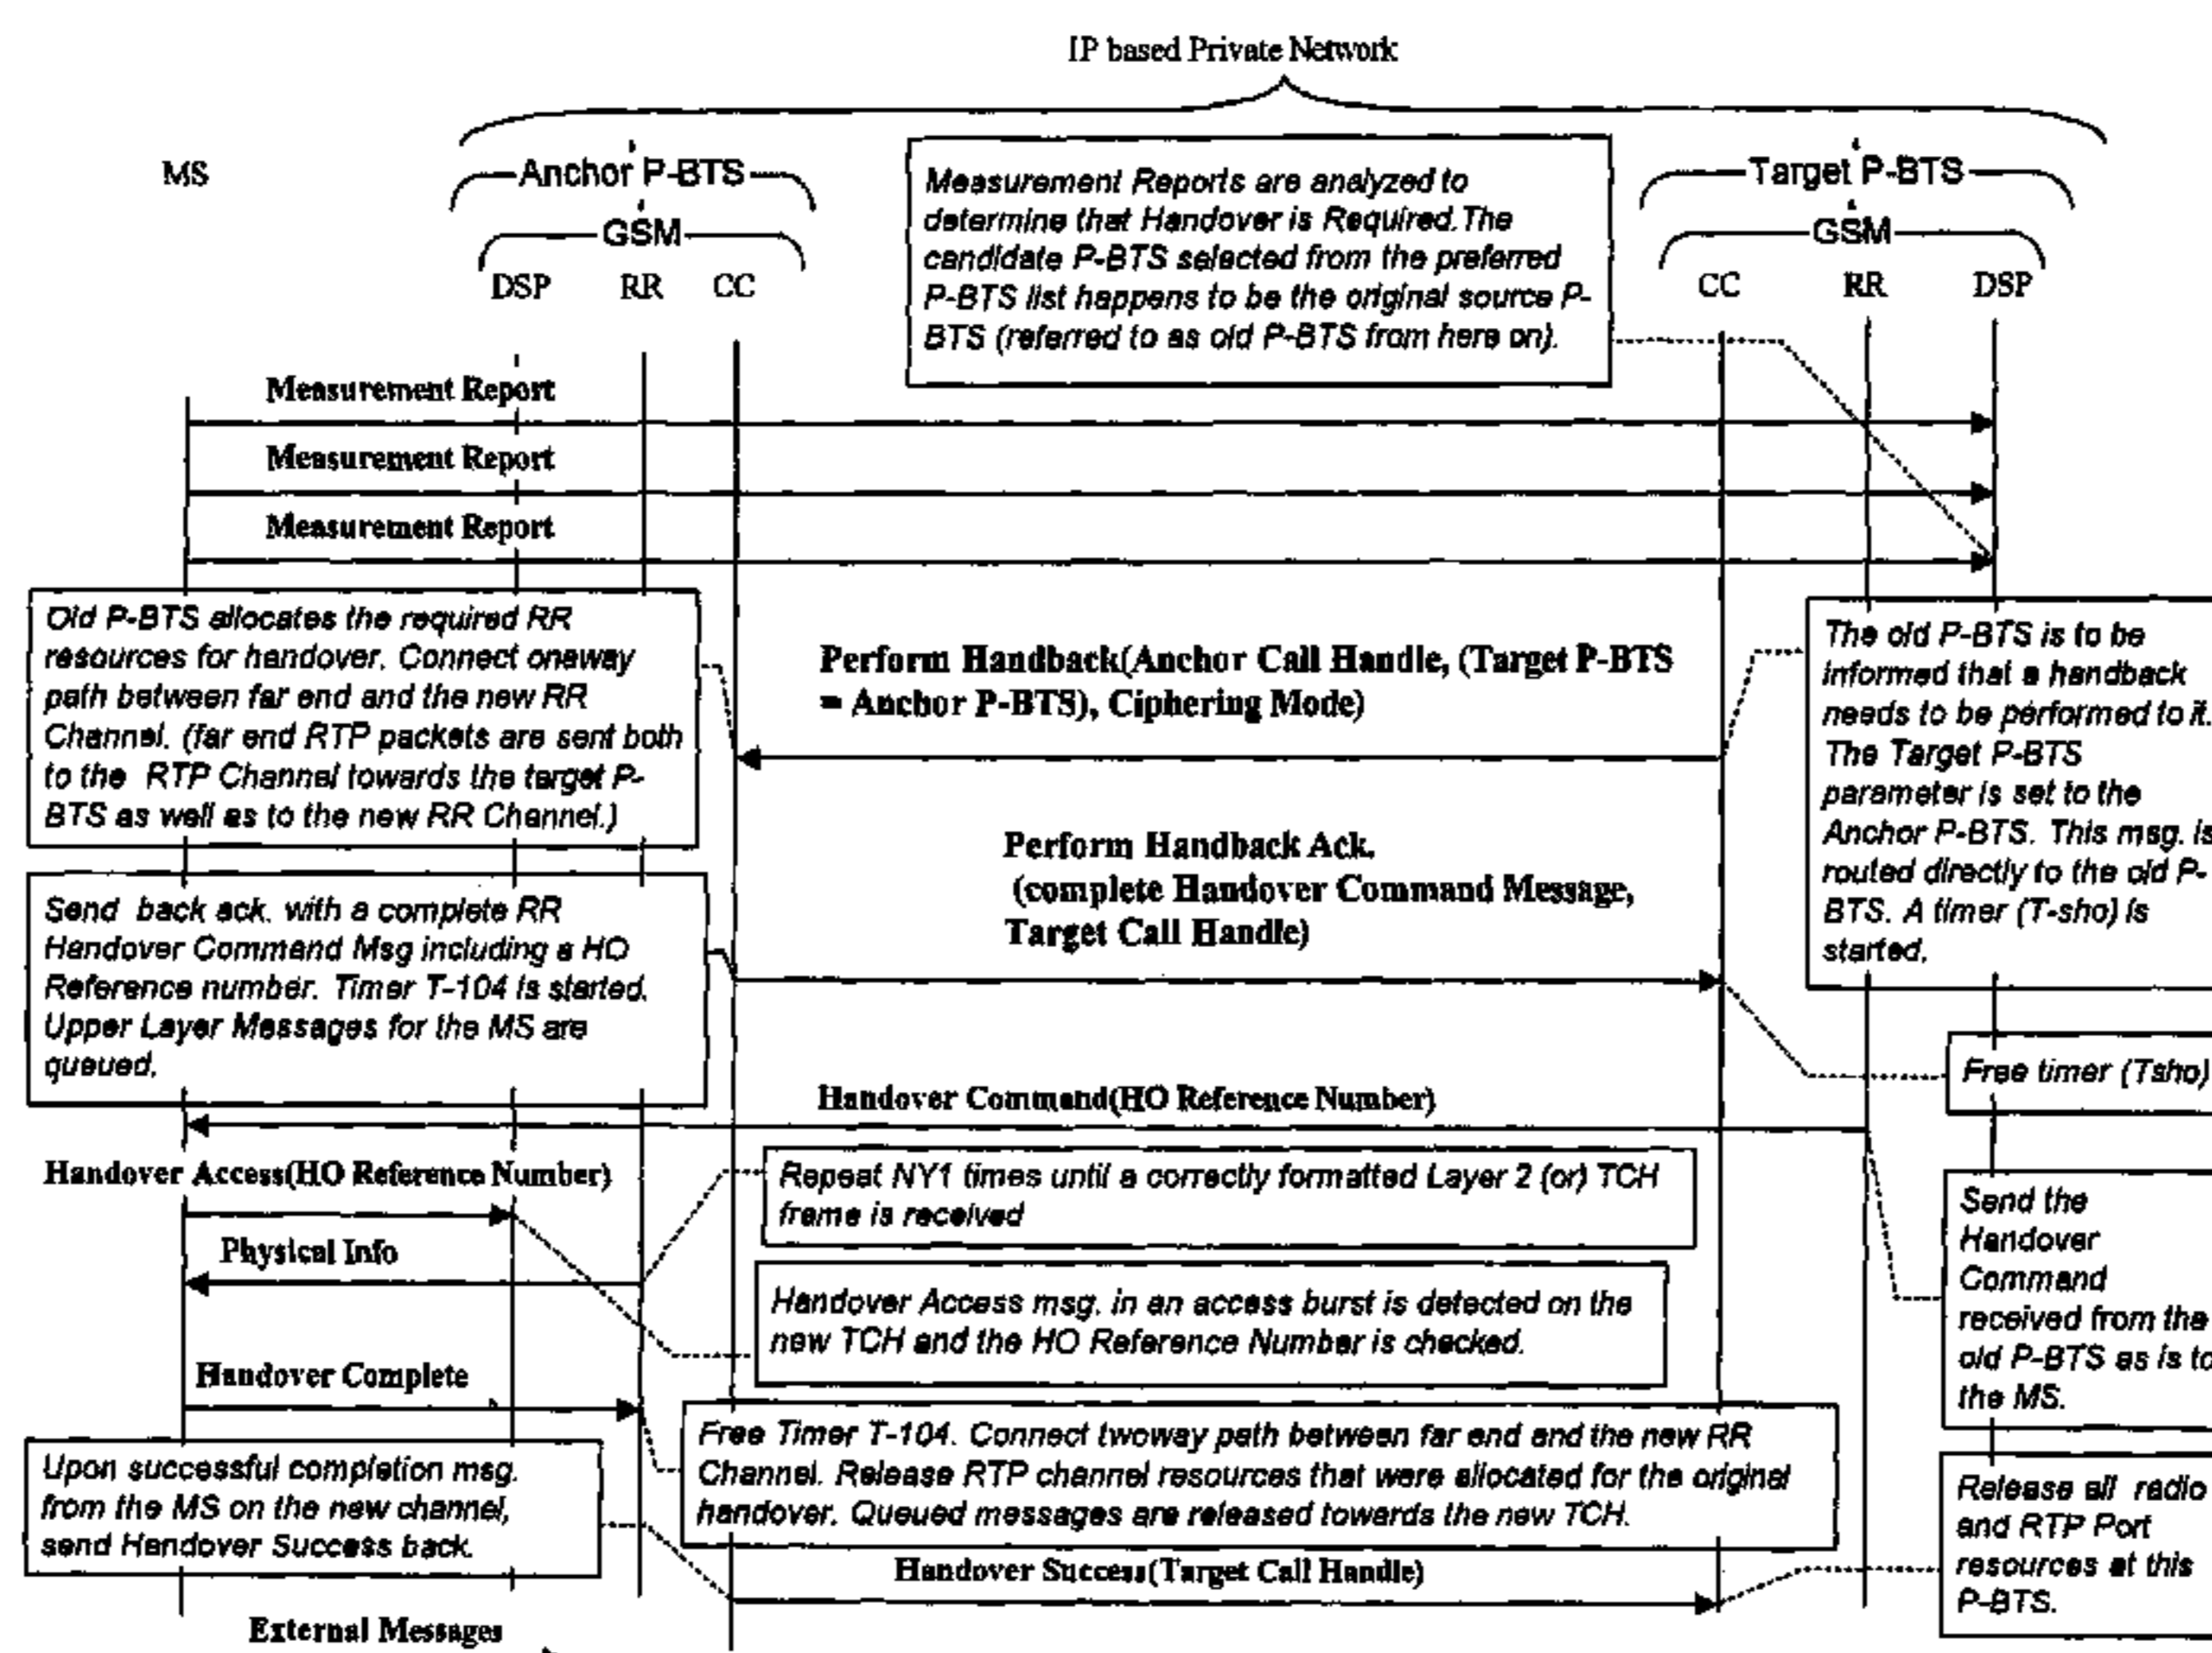 IP based Private Network
MS
Anchor P-BTS
GSM
DSP RR CC
Measurement Reports are analyzed to
determine that Handover is Required.The
candidate P-BTS selected from the preferred
P-BTS list happens to be the original source P-
BTS (referred to as old P-BTS from here on).
Target P-BTS
GSM
CC RR DSP
Measurement Report
Measurement Report
Measurement Report
Old P-BTS allocates the required RR
resources for handover. Connect oneway
path between far end and the new RR
Channel. (far end RTP packets are sent both
to the RTP Channel towards the target P-
BTS as well as to the new RR Channel.)
Perform Handback(Anchor Call Handle, (Target P-BTS
= Anchor P-BTS), Ciphering Mode)
The old P-BTS is to be
informed that a handback
needs to be performed to it.
The Target P-BTS
parameter is set to the
Anchor P-BTS. This msg. is
routed directly to the old P-
BTS. A timer (T-sho) is
started.
Perform Handback Ack.
(complete Handover Command Message,
Target Call Handle)
Send back ack. with a complete RR
Handover Command Msg including a HO
Reference number. Timer T-104 is started.
Upper Layer Messages for the MS are
queued.
Free timer (Tsho)
Handover Command(HO Reference Number)
Handover Access(HO Reference Number)
Repeat NY1 times until a correctly formatted Layer 2 (or) TCH
frame is received
Physical Info
Handover Access msg. in an access burst is detected on the
new TCH and the HO Reference Number is checked.
Send the
Handover
Command
received from the
old P-BTS as is to
the MS.
Handover Complete
Free Timer T-104. Connect twoway path between far end and the new RR
Channel. Release RTP channel resources that were allocated for the original
handover. Queued messages are released towards the new TCH.
Upon successful completion msg.
from the MS on the new channel,
send Handover Success back.
Handover Success(Target Call Handle)
Release all radio
and RTP Port
resources at this
P-BTS.
External Messages